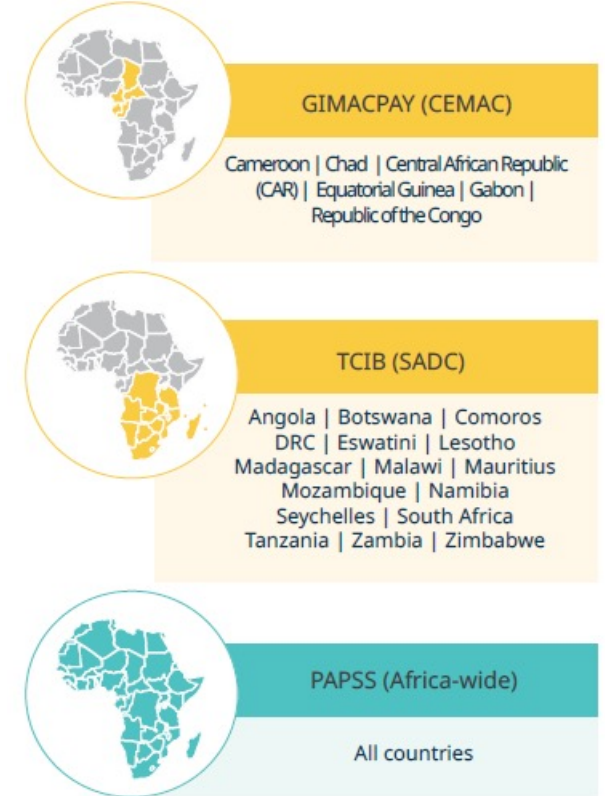 GIMACPAY (CEMAC)
Cameroon | Chad | Central African Republic
(CAR) | Equatorial Guinea | Gabon |
Republic of the Congo
TCIB (SADC)
Angola | Botswana | Comoros
DRC | Eswatini | Lesotho
Madagascar | Malawi | Mauritius
Mozambique | Namibia
Seychelles | South Africa
Tanzania | Zambia | Zimbabwe
PAPSS (Africa-wide)
All countries